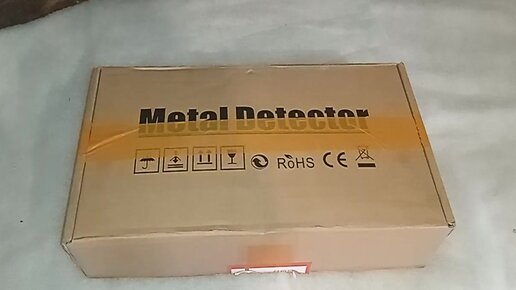 Metal Detector
RoHS CE